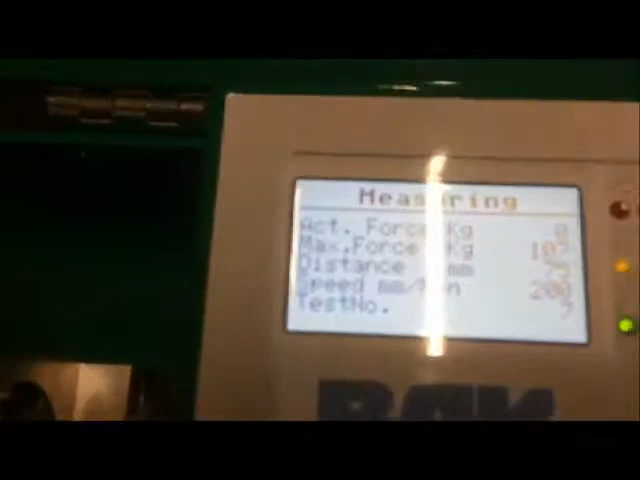 Measuring
Act. Force Kg 0
Max.Force Kg
Distance mm
Speed mm/min 200
TestNo.